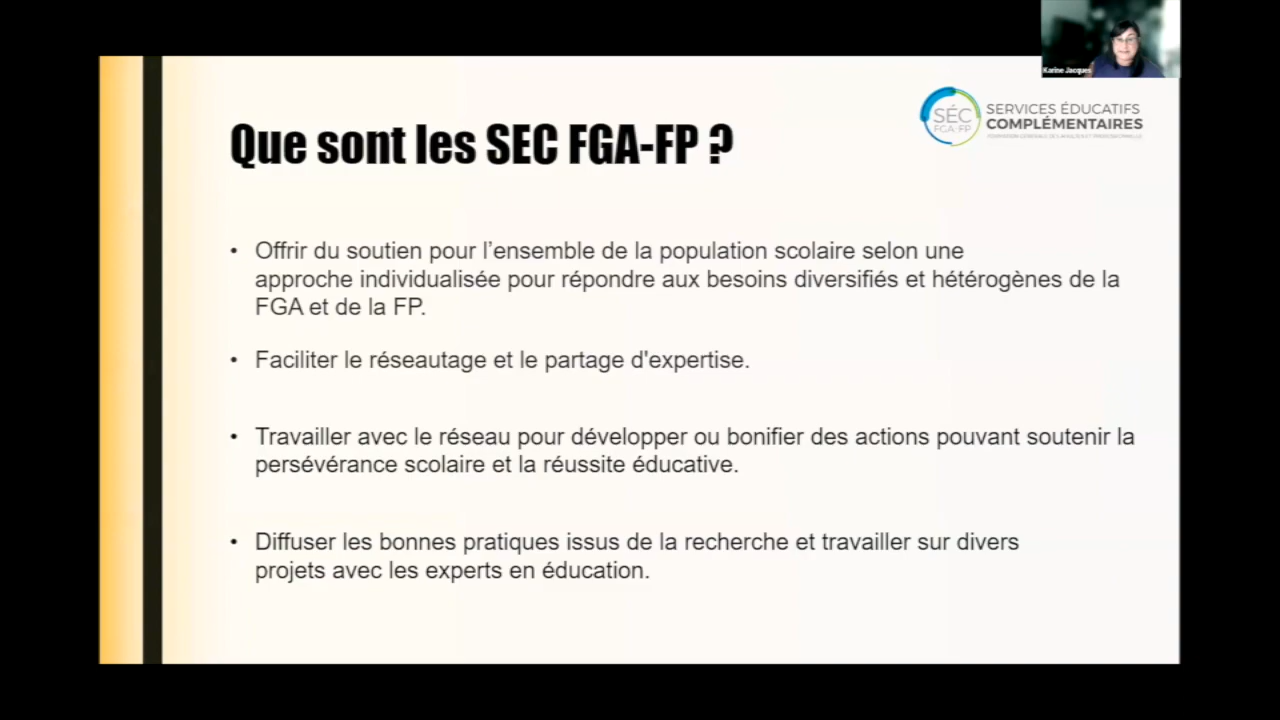 Karine Jacques
SÉC
FGA-FP
SERVICES ÉDUCATIFS
COMPLÉMENTAIRES
Que sont les SEC FGA-FP ?
• Offrir du soutien pour l’ensemble de la population scolaire selon une
approche individualisée pour répondre aux besoins diversifiés et hétérogènes de la
FGA et de la FP.
• Faciliter le réseautage et le partage d'expertise.
• Travailler avec le réseau pour développer ou bonifier des actions pouvant soutenir la
persévérance scolaire et la réussite éducative.
• Diffuser les bonnes pratiques issus de la recherche et travailler sur divers
projets avec les experts en éducation.